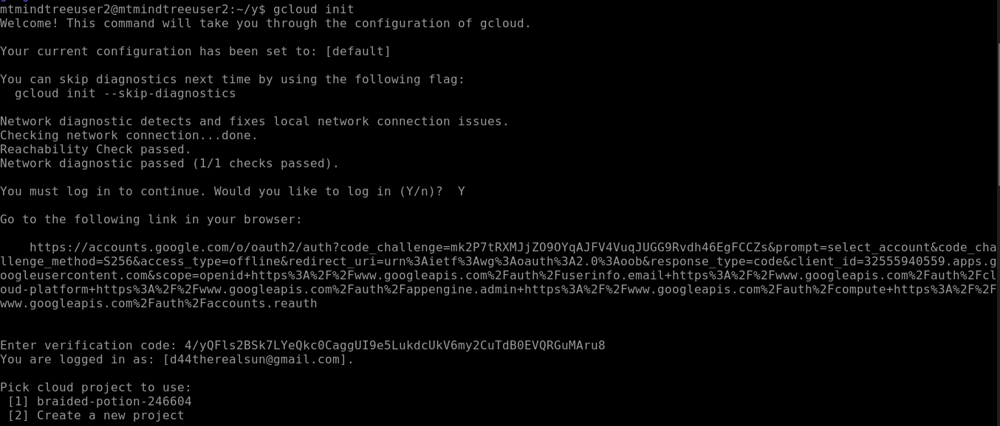 mtmindtreeuser2@mtmindtreeuser2:~/y$ gcloud init
Welcome! This command will take you through the configuration of gcloud.
Your current configuration has been set to: [default]
You can skip diagnostics next time by using the following flag:
gcloud init --skip-diagnostics
Network diagnostic detects and fixes local network connection issues.
Checking network connection...done.
Reachability Check passed.
Network diagnostic passed (1/1 checks passed).
You must log in to continue. Would you like to log in (Y/n)?  Y
Go to the following link in your browser:
https://accounts.google.com/o/oauth2/auth?code_challenge=mk2P7tRXMJjZO9OYqAJFV4VuqJUGG9Rvdh46EgFCCZs&prompt=select_account&code_cha
llenge_method=S256&access_type=offline&redirect_uri=urn%3Aietf%3Awg%3Aoauth%3A2.0%3Aoob&response_type=code&client_id=32555940559.apps.g
oogleusercontent.com&scope=openid+https%3A%2F%2Fwww.googleapis.com%2Fauth%2Fuserinfo.email+https%3A%2F%2Fwww.googleapis.com%2Fauth%2Fcl
oud-platform+https%3A%2F%2Fwww.googleapis.com%2Fauth%2Fappengine.admin+https%3A%2F%2Fwww.googleapis.com%2Fauth%2Fcompute+https%3A%2F%2F
www.googleapis.com%2Fauth%2Faccounts.reauth
Enter verification code: 4/yQFls2BSk7LYeQkc0CaggUI9e5LukdcUkV6my2CuTdB0EVQRGuMAru8
You are logged in as: [d44therealsun@gmail.com].
Pick cloud project to use:
[1] braided-potion-246604
[2] Create a new project